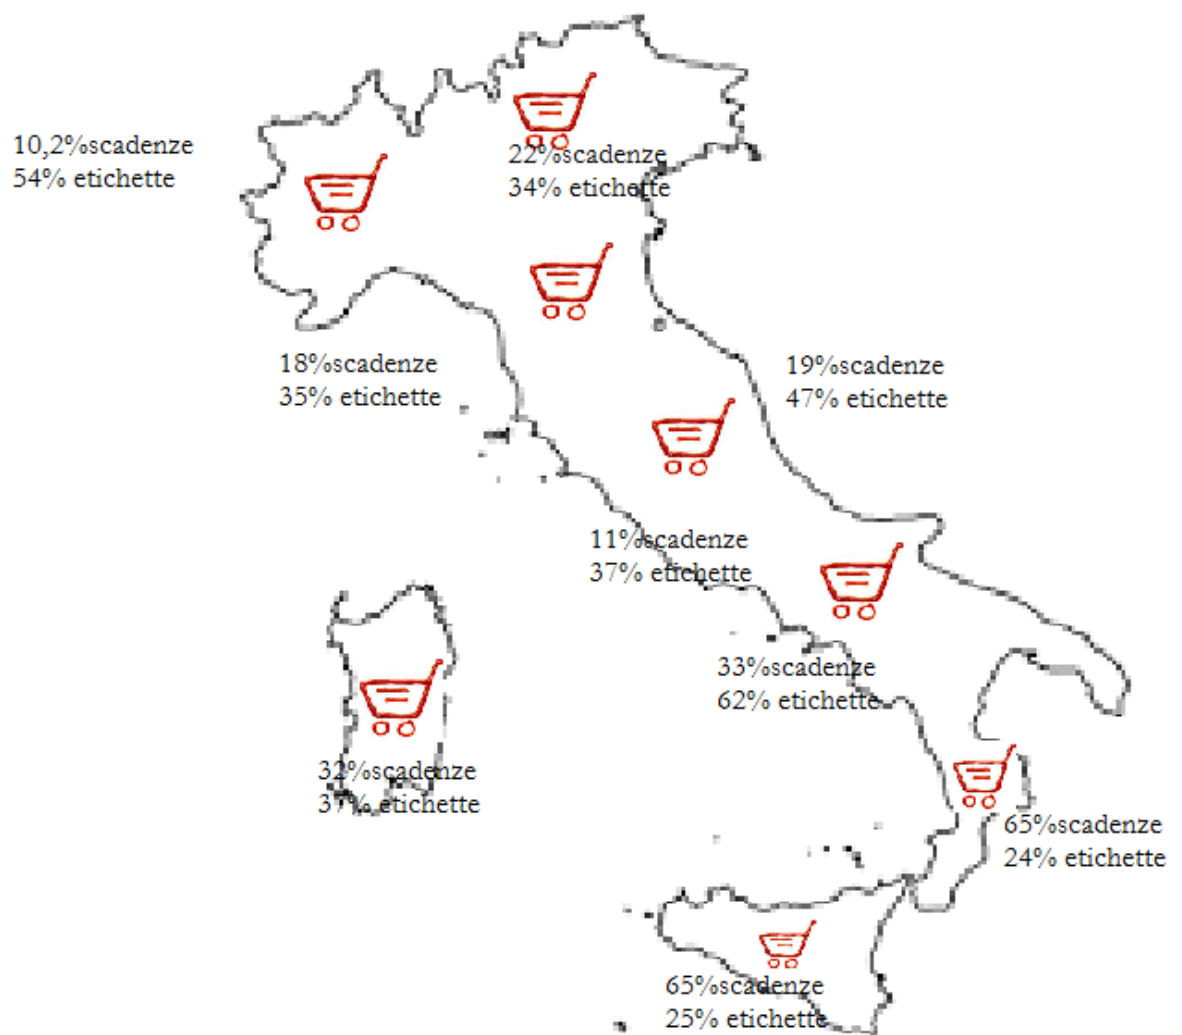 10,2%scadenze
54% etichette
22%scadenze
34% etichette
18%scadenze
35% etichette
19%scadenze
47% etichette
11%scadenze
37% etichette
33%scadenze
62% etichette
32%scadenze
37% etichette
65%scadenze
24% etichette
65%scadenze
25% etichette